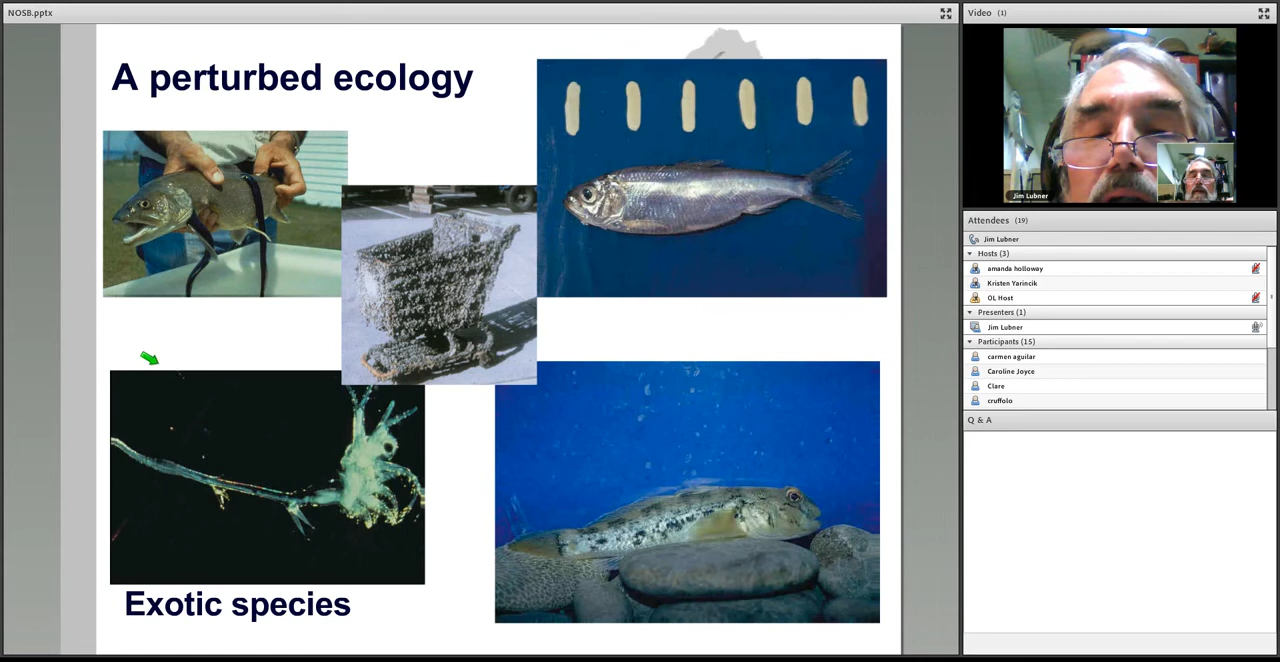 NOSB.pptx
A perturbed ecology
Exotic species
Video (1)
Jim Lubner
Attendees (19)
Jim Lubner
Hosts (3)
amanda holloway
Kristen Yarincik
OL Host
Presenters (1)
Jim Lubner
Participants (15)
carmen aguilar
Caroline Joyce
Clare
cruffolo
Q & A